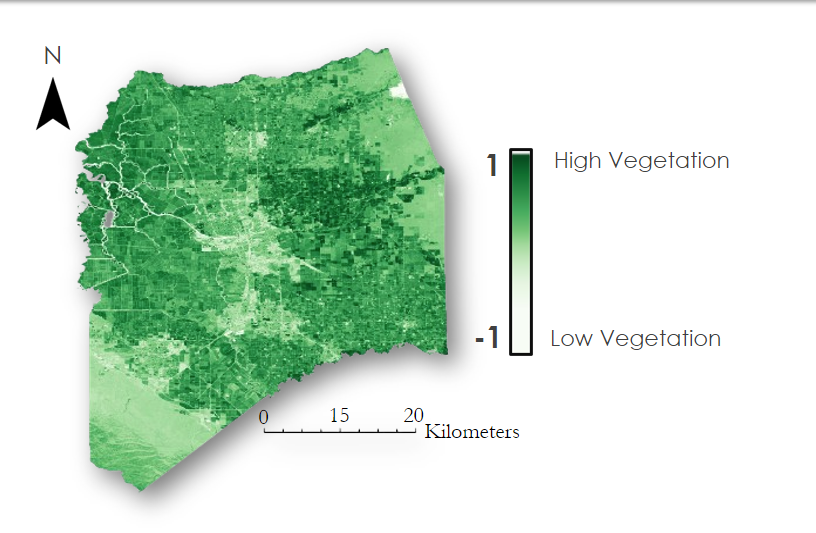 N
1
High Vegetation
-1
Low Vegetation
0 15 20
Kilometers